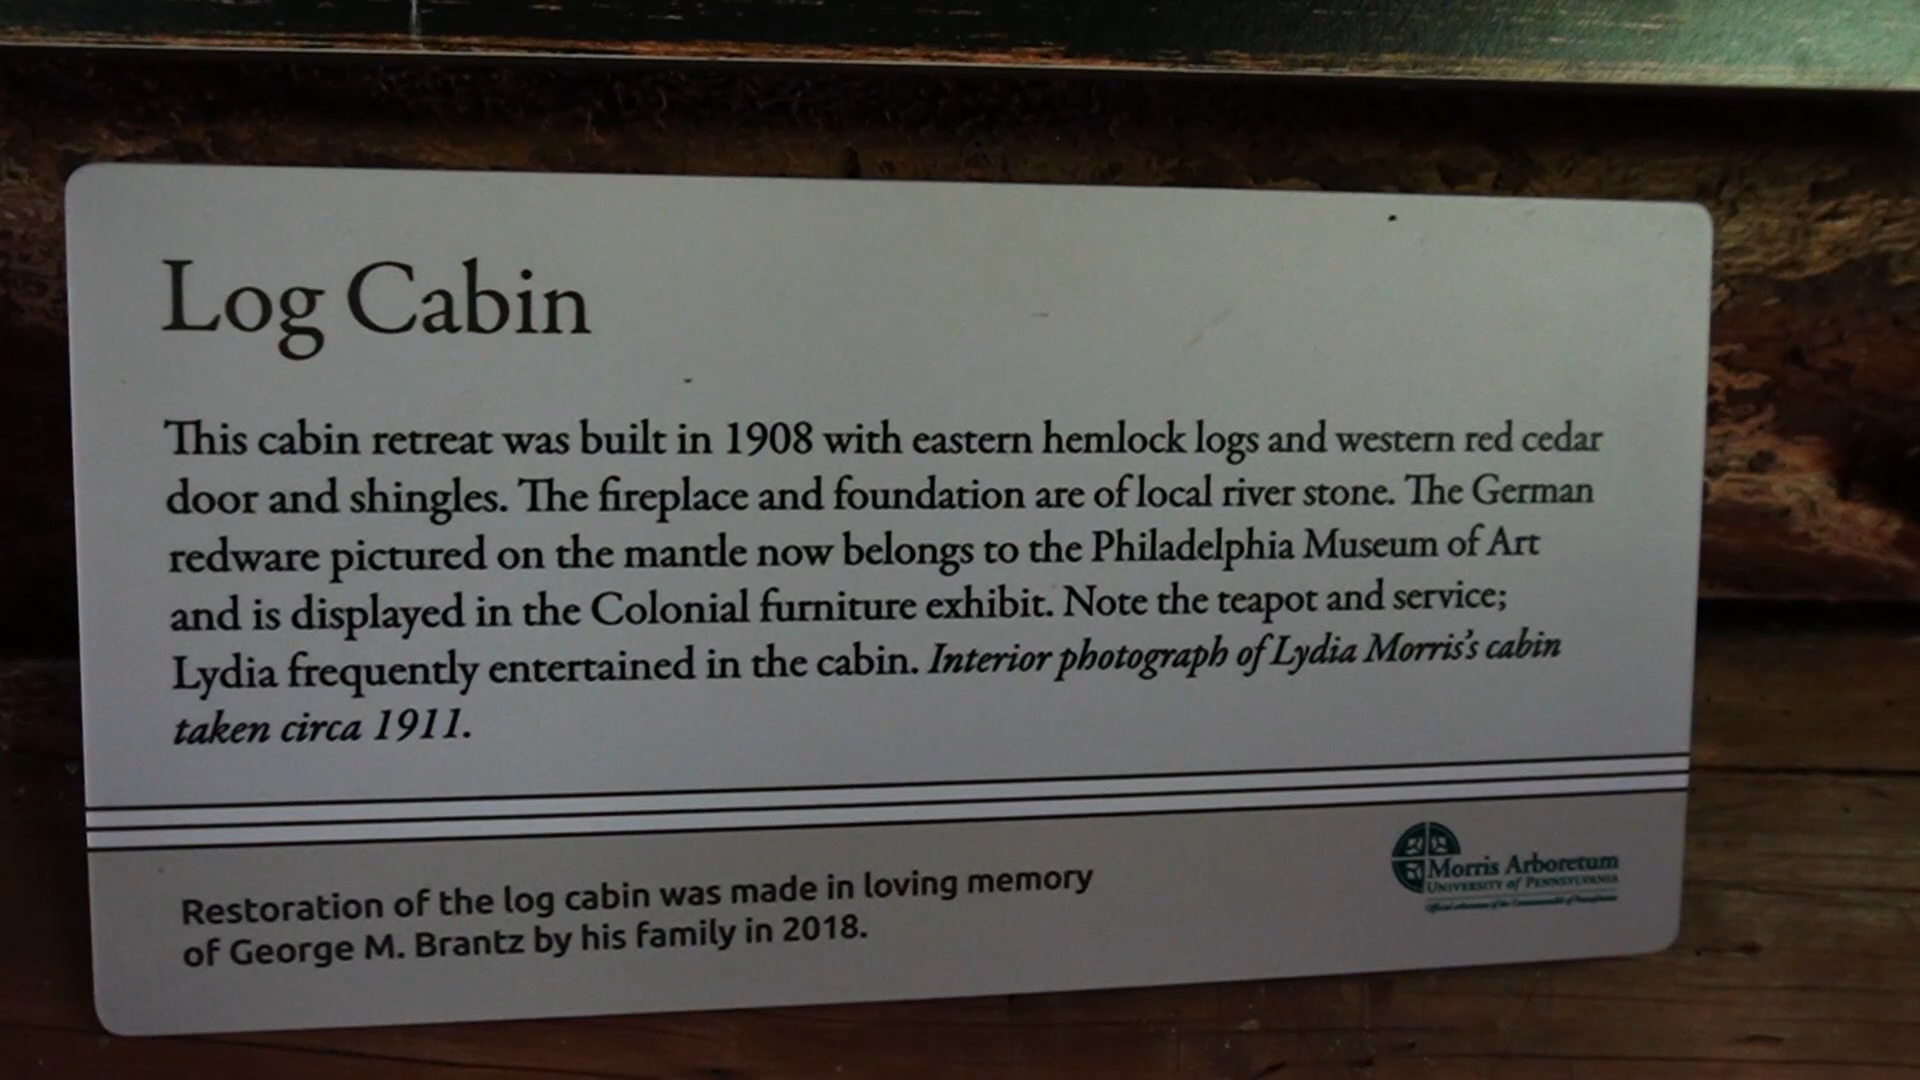 Log Cabin
This cabin retreat was built in 1908 with eastern hemlock logs and western red cedar
door and shingles. The fireplace and foundation are of local river stone. The German
redware pictured on the mantle now belongs to the Philadelphia Museum of Art
and is displayed in the Colonial furniture exhibit. Note the teapot and service;
Lydia frequently entertained in the cabin. Interior photograph of Lydia Morris's cabin
taken circa 1911.
Restoration of the log cabin was made in loving memory
of George M. Brantz by his family in 2018.
Morris Arboretum
UNIVERSITY of PENNSYLVANIA